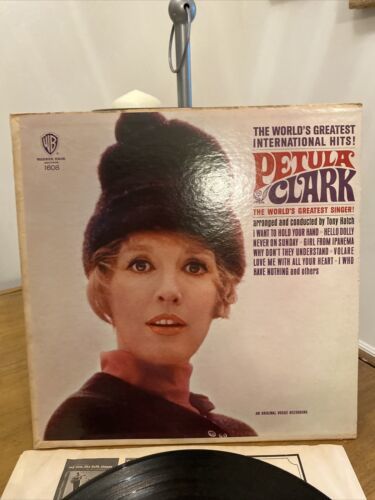 THE WORLD'S GREATEST
INTERNATIONAL HITS!
PETULA
CLARK
THE WORLD'S GREATEST SINGER!
arranged and conducted by Tony Hatch
I WANT TO HOLD YOUR HAND · HELLO DOLLY
NEVER ON SUNDAY · GIRL FROM IPANEMA
WHY DON'T THEY UNDERSTAND · VOLARE
LOVE ME WITH ALL YOUR HEART · I WHO
HAVE NOTHING and others
WB
WARNER BROS.
RECORDS
1608
AN ORIGINAL VOGUE RECORDING